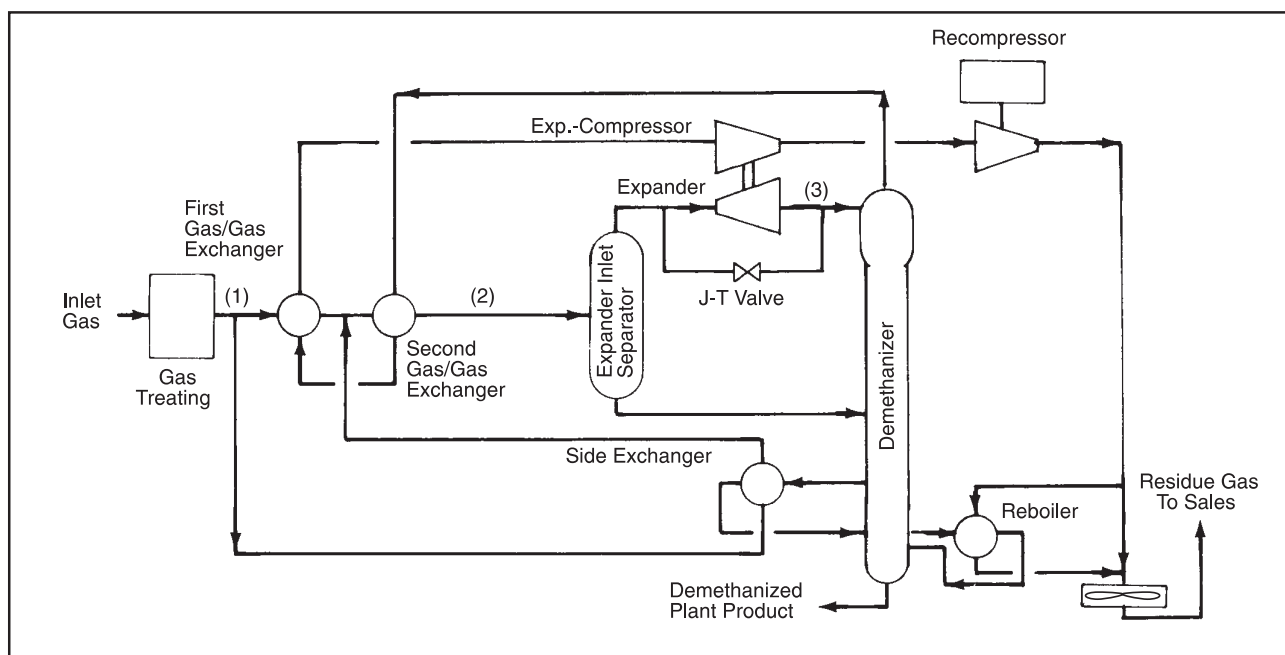 Recompressor
Exp.-Compressor
Expander
(3)
First
Gas/Gas
Exchanger
Inlet
Gas
(1)
(2)
Gas
Treating
Second
Gas/Gas
Exchanger
Expander Inlet
Separator
J-T Valve
Demethanizer
Side Exchanger
Reboiler
Residue Gas
To Sales
Demethanized
Plant Product